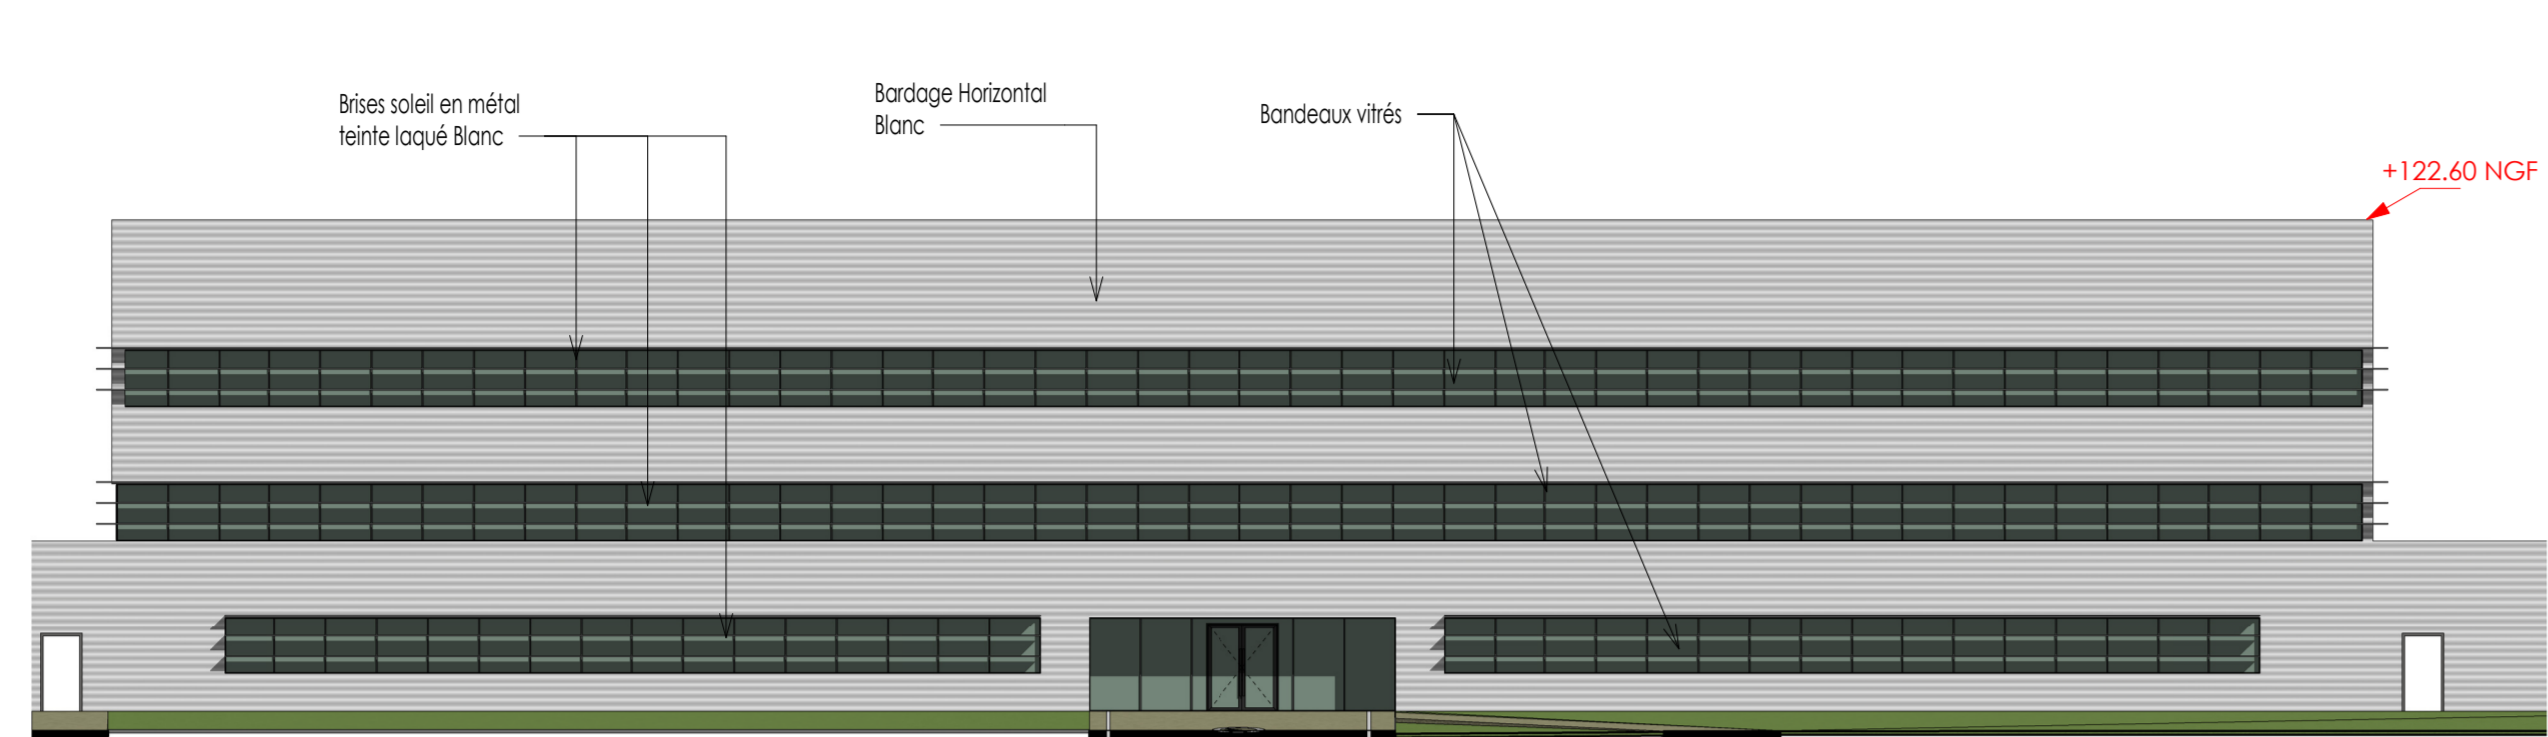 Brises soleil en métal
teinte laqué Blanc
Bardage Horizontal
Blanc
Bandeaux vitrés
+122.60 NGF